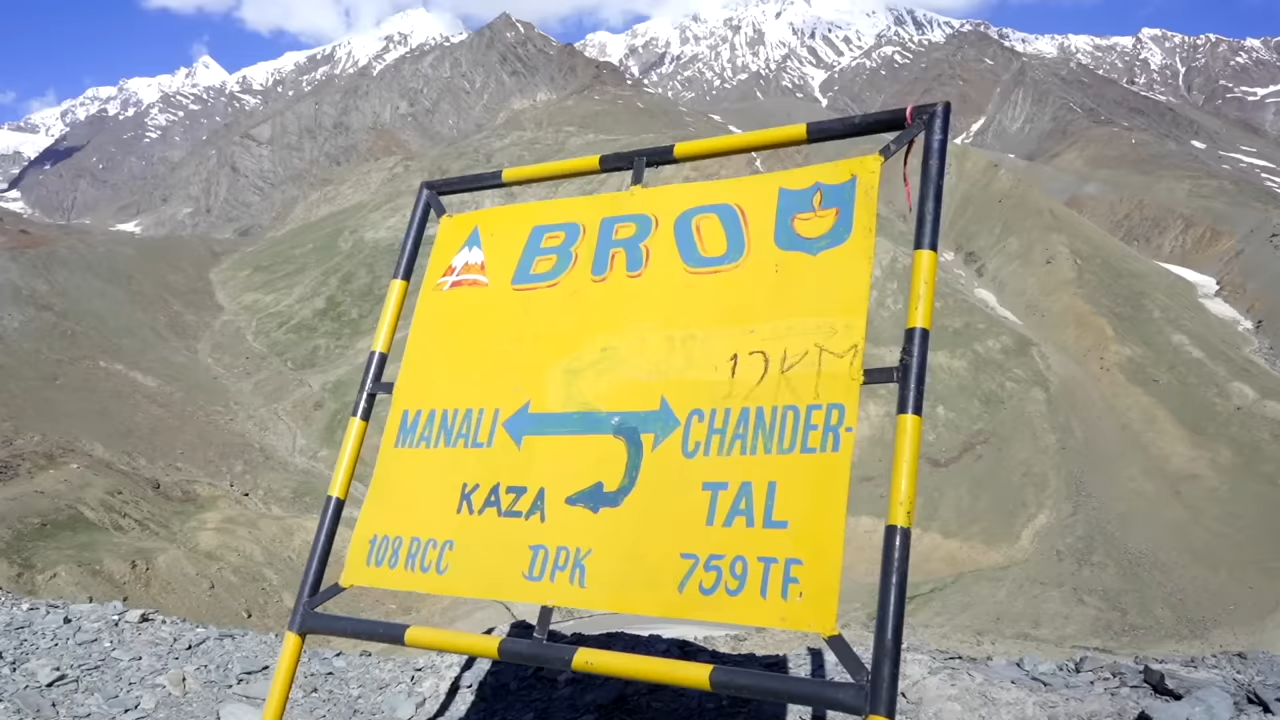 BRO
12KM
MANALI CHANDER-
KAZA TAL
108 RCC DPK 759 TF.